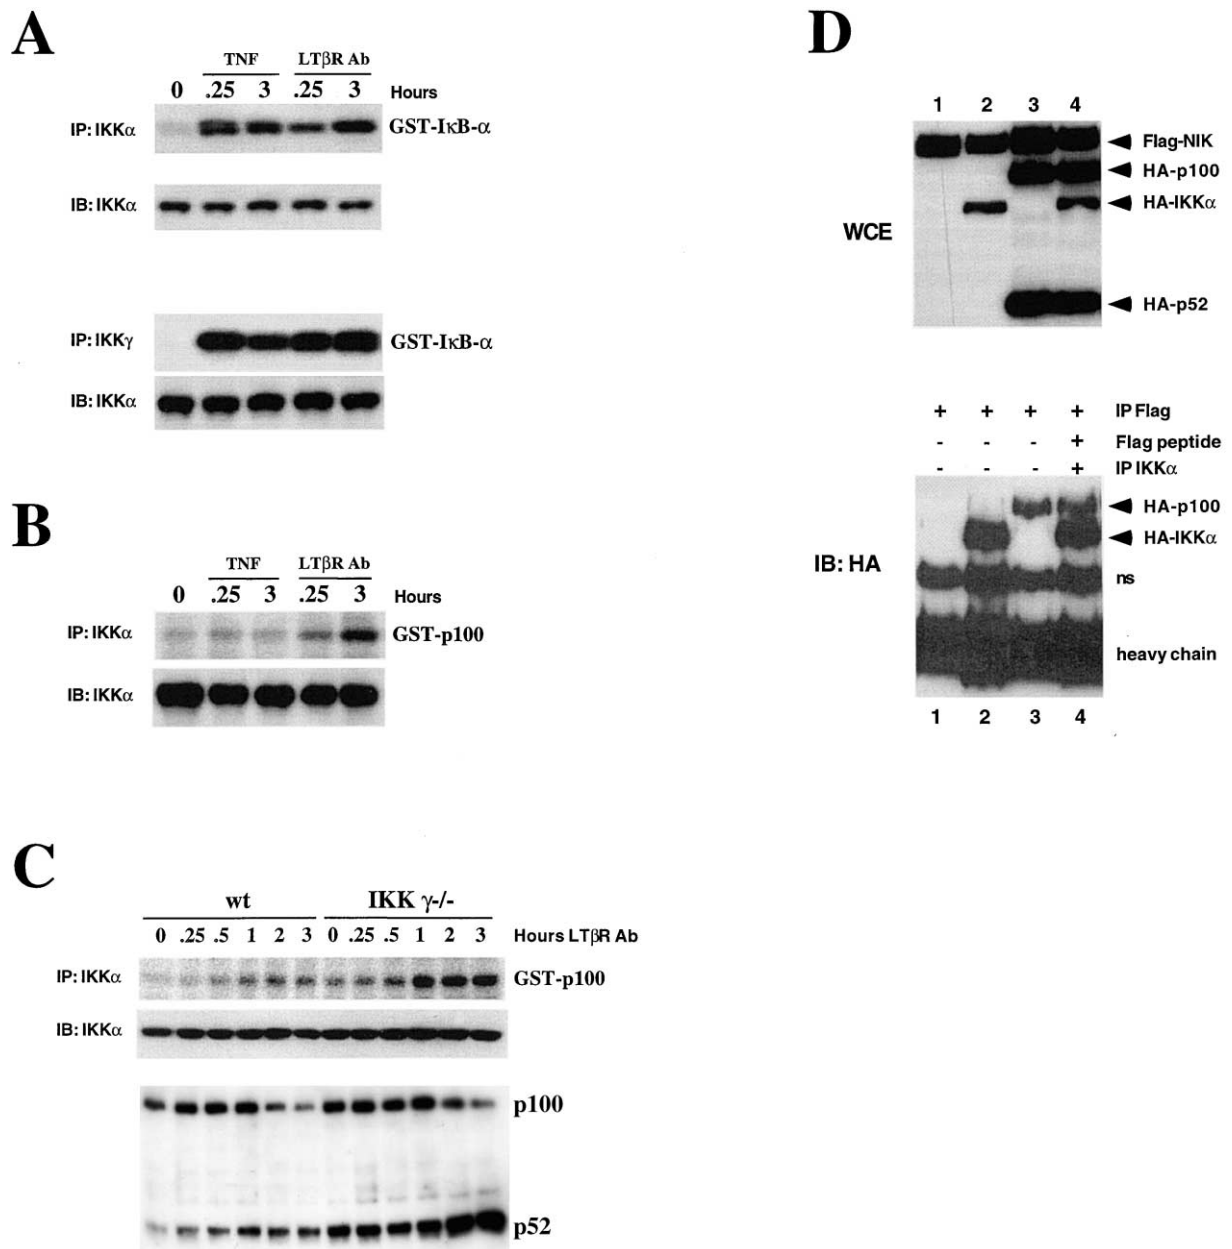 A
TNF LTβR Ab
0 .25 3 .25 3 Hours
IP: IKKα GST-IκB-α
IB: IKKα
IP: IKKγ GST-IκB-α
IB: IKKα
B
TNF LTβR Ab
0 .25 3 .25 3 Hours
IP: IKKα GST-p100
IB: IKKα
C
wt IKK γ-/-
0 .25 .5 1 2 3 0 .25 .5 1 2 3 Hours LTβR Ab
IP: IKKα GST-p100
IB: IKKα
p100
p52
D
1 2 3 4
Flag-NIK
HA-p100
HA-IKKα
WCE
HA-p52
+ + + + IP Flag
- - - + Flag peptide
- - - + IP IKKα
HA-p100
HA-IKKα
IB: HA
ns
heavy chain
1 2 3 4